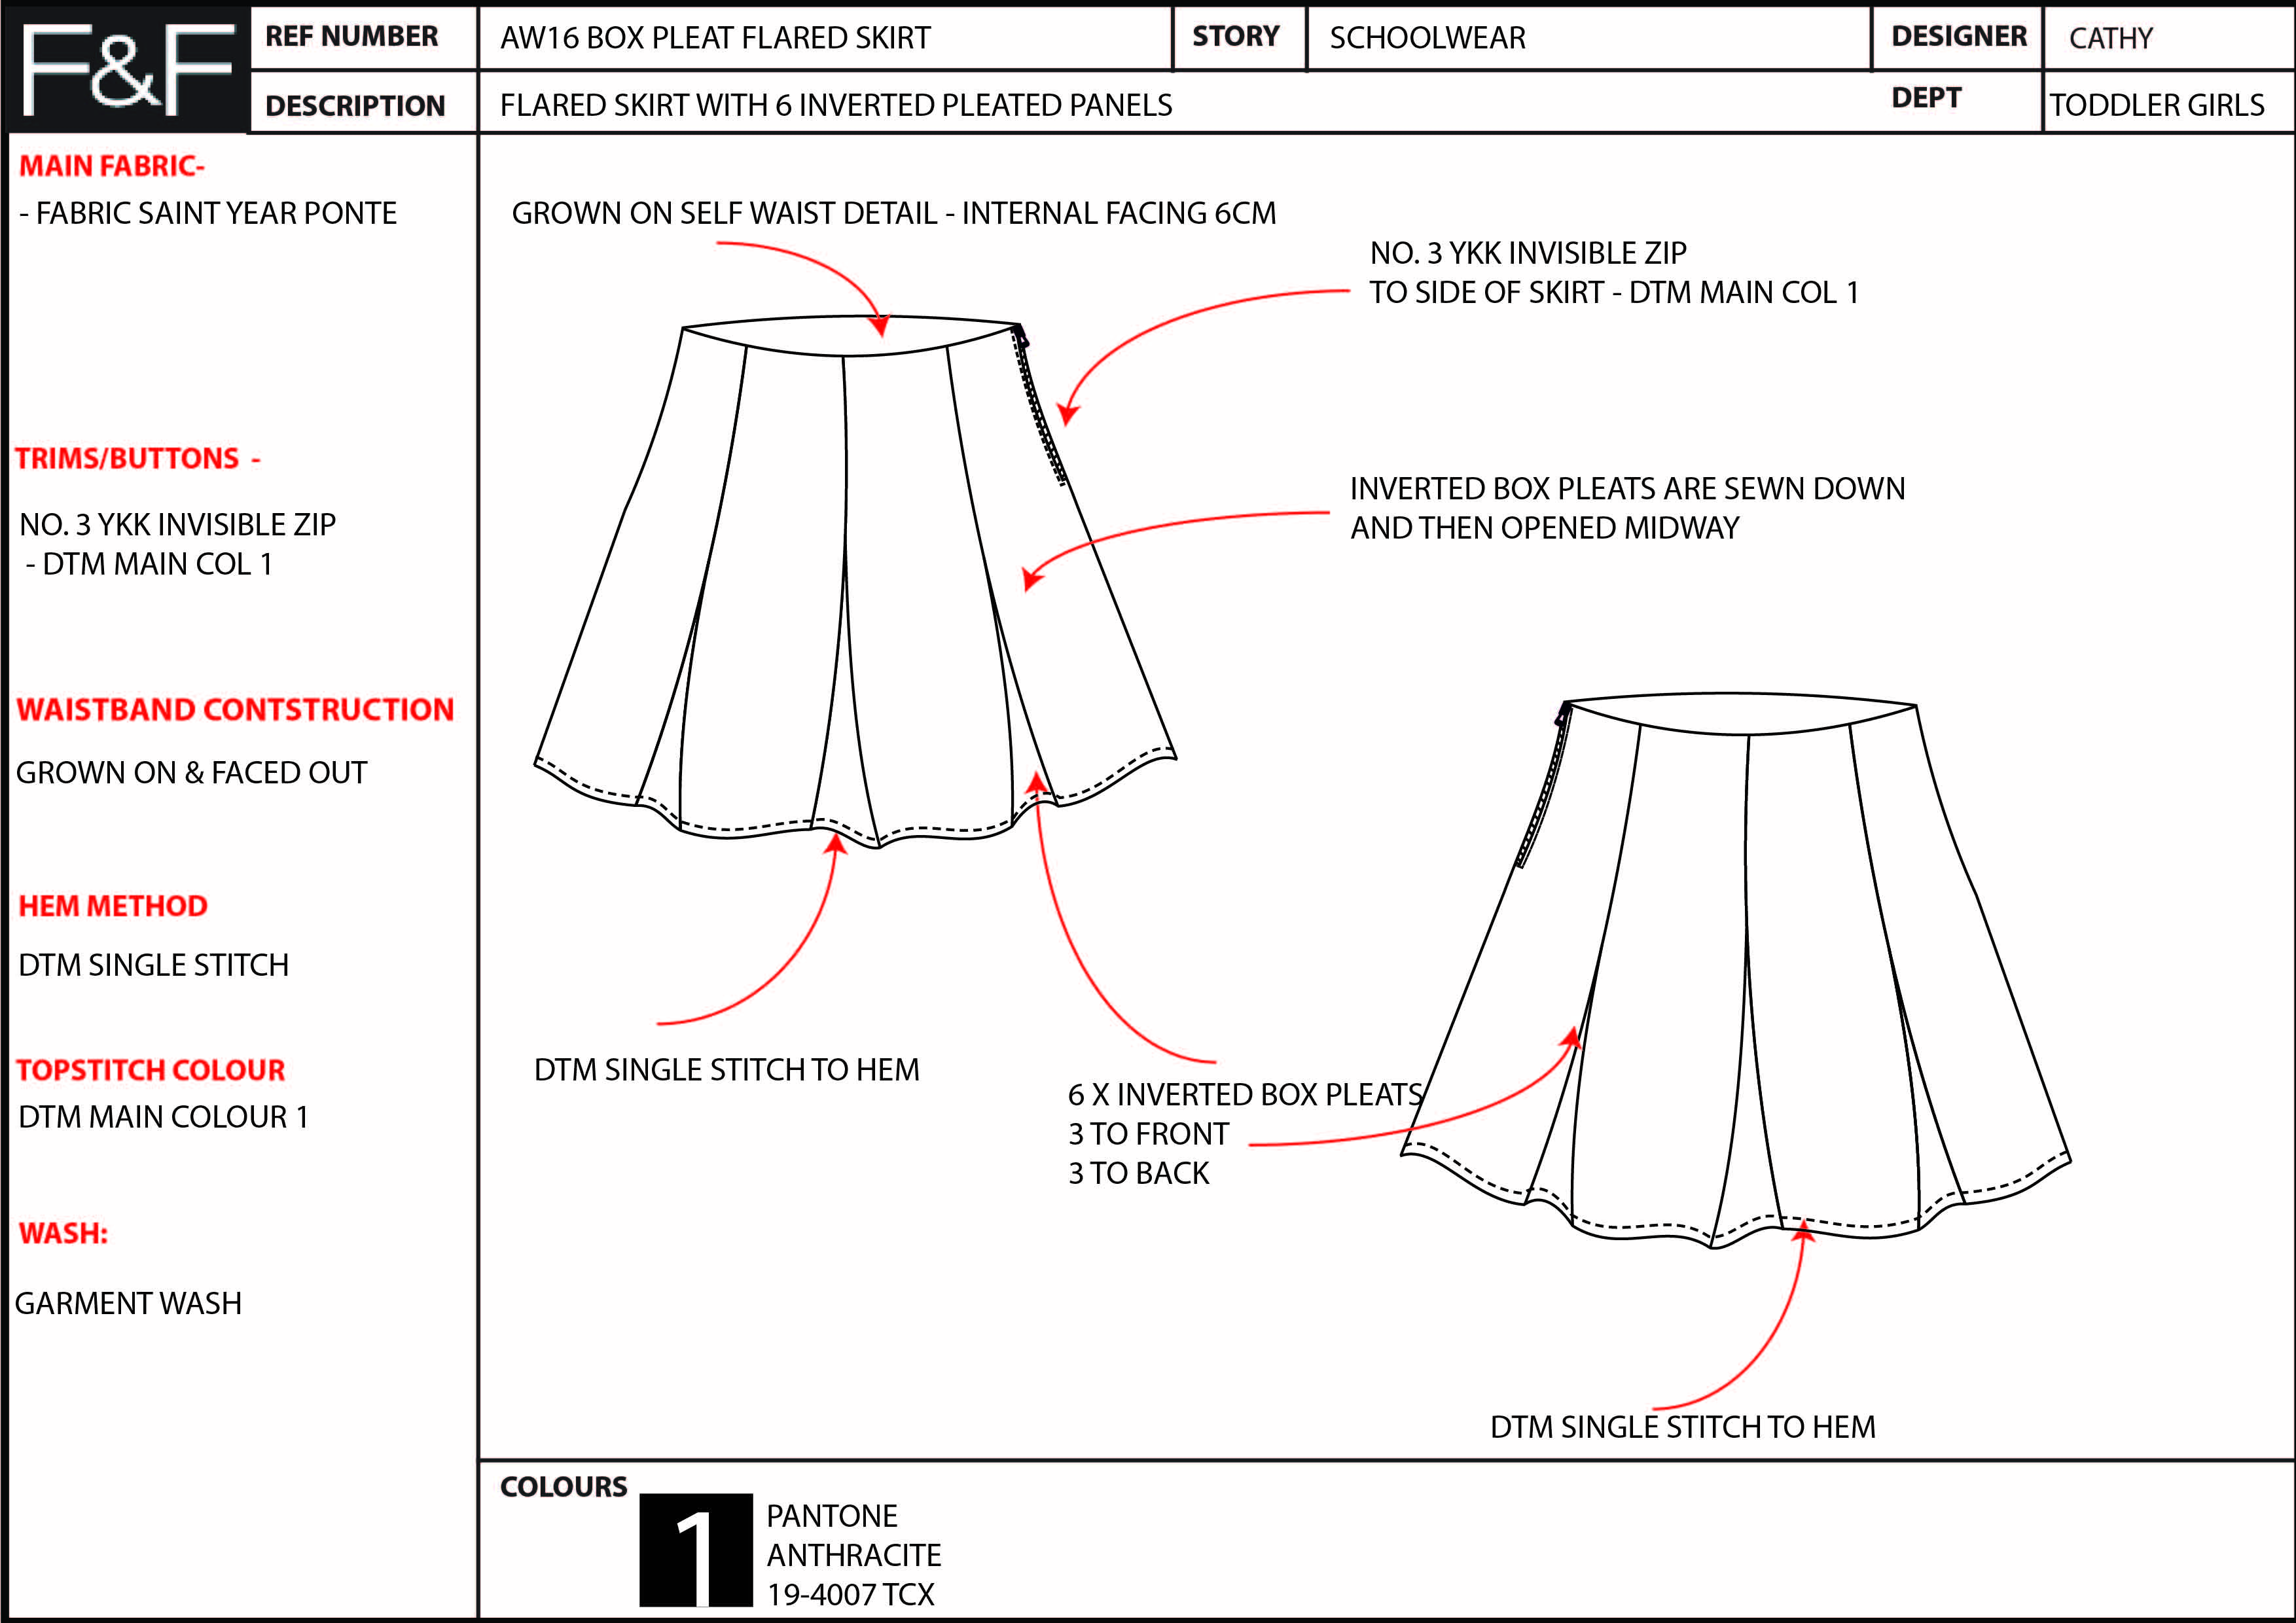 F&F
REF NUMBER
AW16 BOX PLEAT FLARED SKIRT
STORY
SCHOOLWEAR
DESIGNER
CATHY
DESCRIPTION
FLARED SKIRT WITH 6 INVERTED PLEATED PANELS
DEPT
TODDLER GIRLS
MAIN FABRIC-
- FABRIC SAINT YEAR PONTE
TRIMS/BUTTONS -
NO. 3 YKK INVISIBLE ZIP
- DTM MAIN COL 1
WAISTBAND CONTSTRUCTION
GROWN ON & FACED OUT
HEM METHOD
DTM SINGLE STITCH
TOPSTITCH COLOUR
DTM MAIN COLOUR 1
WASH:
GARMENT WASH
GROWN ON SELF WAIST DETAIL - INTERNAL FACING 6CM
NO. 3 YKK INVISIBLE ZIP
TO SIDE OF SKIRT - DTM MAIN COL 1
INVERTED BOX PLEATS ARE SEWN DOWN
AND THEN OPENED MIDWAY
DTM SINGLE STITCH TO HEM
6 X INVERTED BOX PLEATS
3 TO FRONT
3 TO BACK
DTM SINGLE STITCH TO HEM
COLOURS
1
PANTONE
ANTHRACITE
19-4007 TCX